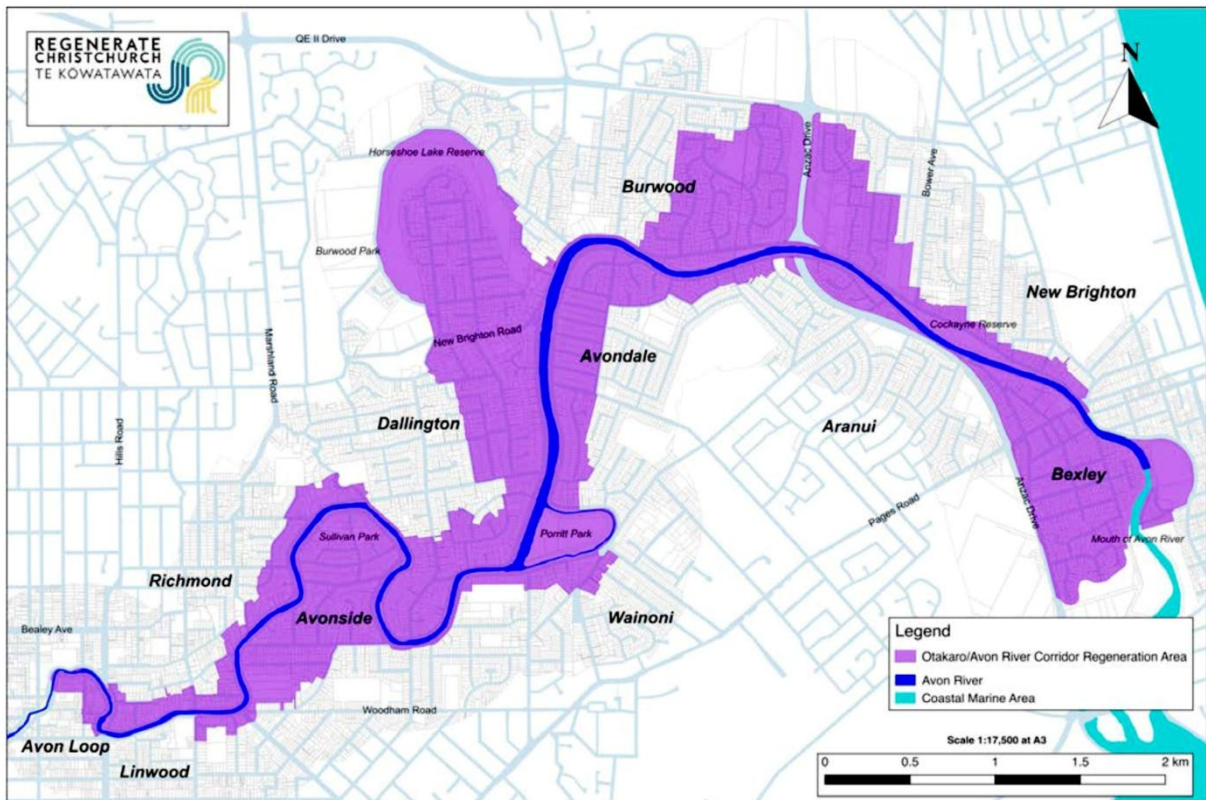 REGENERATE
CHRISTCHURCH
TE KOWATAWATA
QE II Drive
N
Horseshoe Lake Reserve
Burwood
Anzac Drive
Bower Ave
Burwood Park
New Brighton
New Brighton Road
Cockayne Reserve
Marshland Road
Avondale
Dallington
Aranui
Hills Road
Bexley
Pages Road
Anzac Drive
Sullivan Park
Porritt Park
Mouth of Avon River
Richmond
Avonside
Wainoni
Bealey Ave
Legend
Otakaro/Avon River Corridor Regeneration Area
Avon River
Coastal Marine Area
Woodham Road
Avon Loop
Linwood
Scale 1:17,500 at A3
0 0.5 1 1.5 2 km